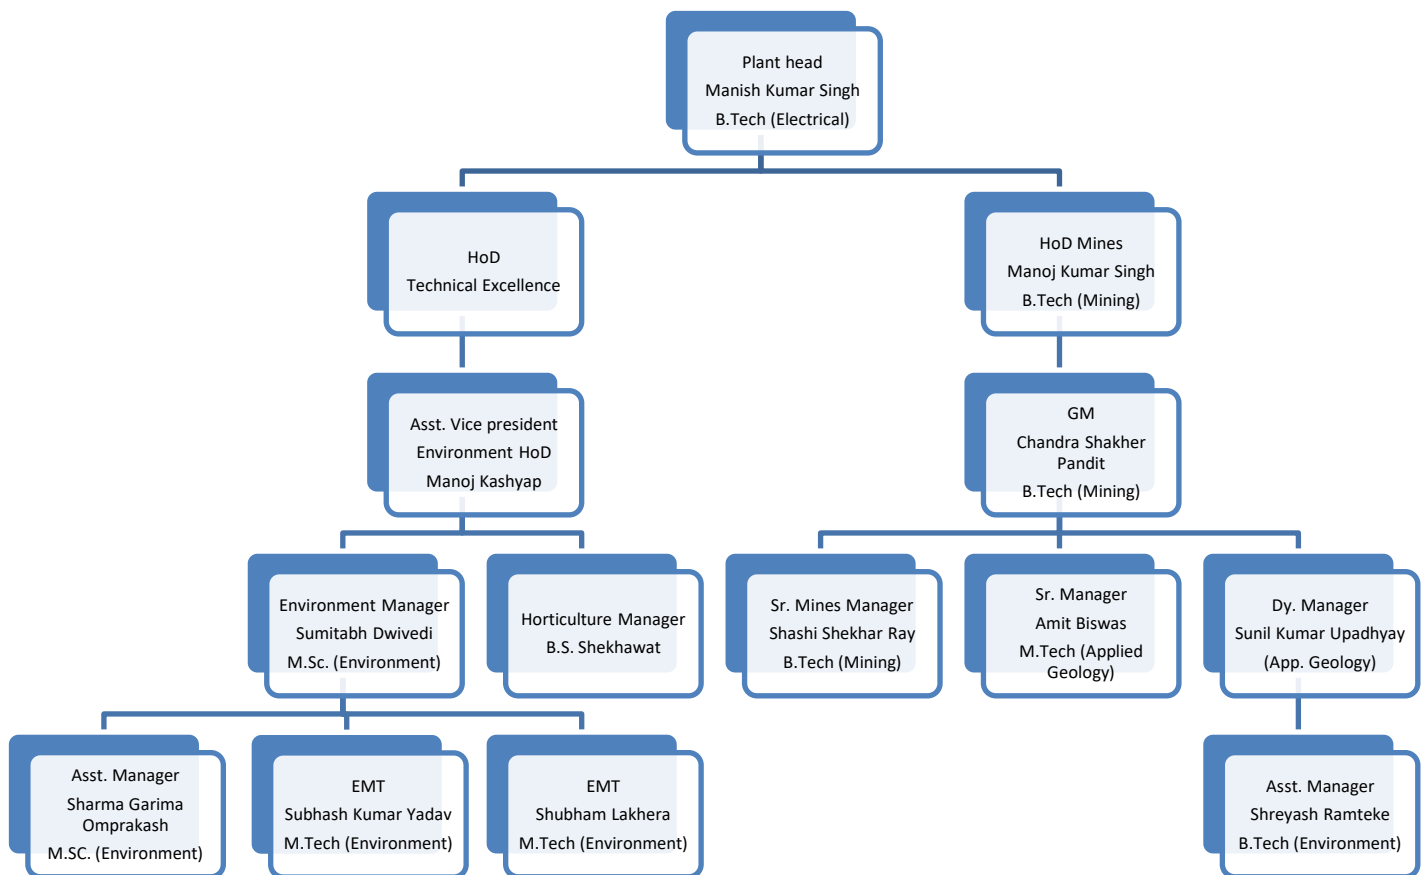 Plant head
Manish Kumar Singh
B.Tech (Electrical)
HoD
Technical Excellence
HoD Mines
Manoj Kumar Singh
B.Tech (Mining)
Asst. Vice president
Environment HoD
Manoj Kashyap
GM
Chandra Shakher
Pandit
B.Tech (Mining)
Environment Manager
Sumitabh Dwivedi
M.Sc. (Environment)
Horticulture Manager
B.S. Shekhawat
Sr. Mines Manager
Shashi Shekhar Ray
B.Tech (Mining)
Sr. Manager
Amit Biswas
M.Tech (Applied
Geology)
Dy. Manager
Sunil Kumar Upadhyay
(App. Geology)
Asst. Manager
Sharma Garima
Omprakash
M.SC. (Environment)
EMT
Subhash Kumar Yadav
M.Tech (Environment)
EMT
Shubham Lakhera
M.Tech (Environment)
Asst. Manager
Shreyash Ramteke
B.Tech (Environment)